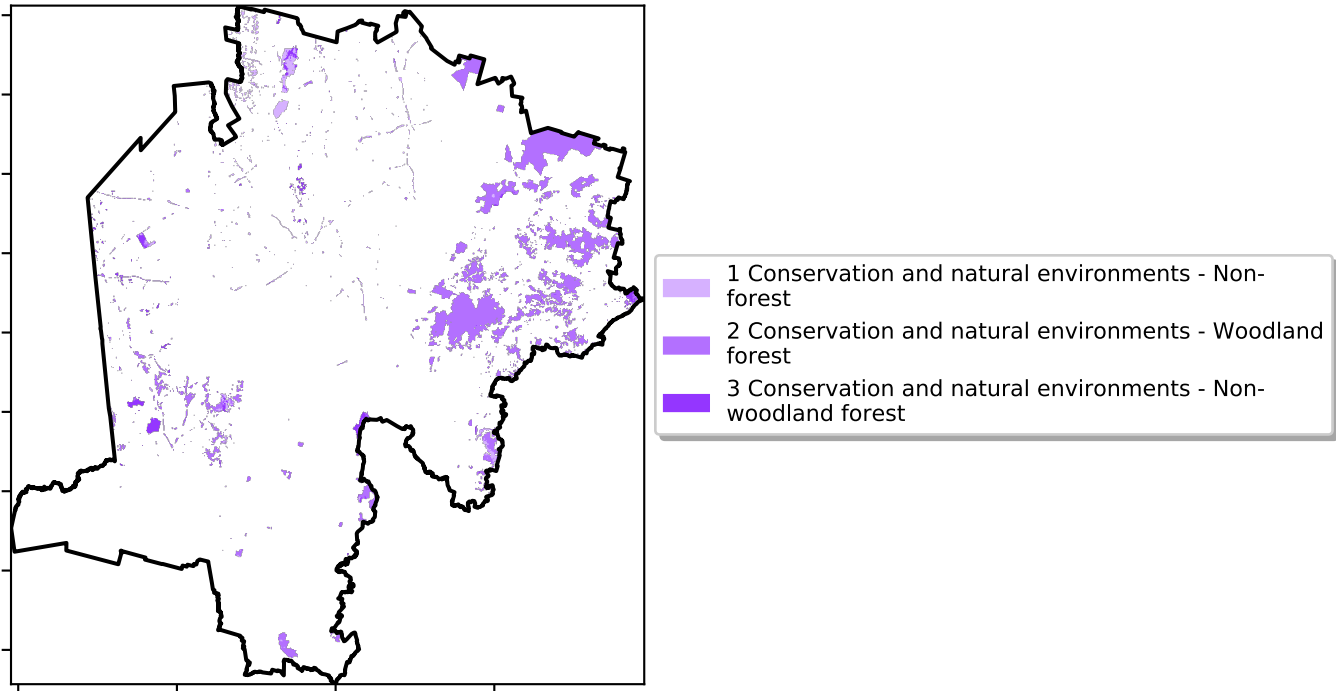 1 Conservation and natural environments - Non-
forest
2 Conservation and natural environments - Woodland
forest
3 Conservation and natural environments - Non-
woodland forest